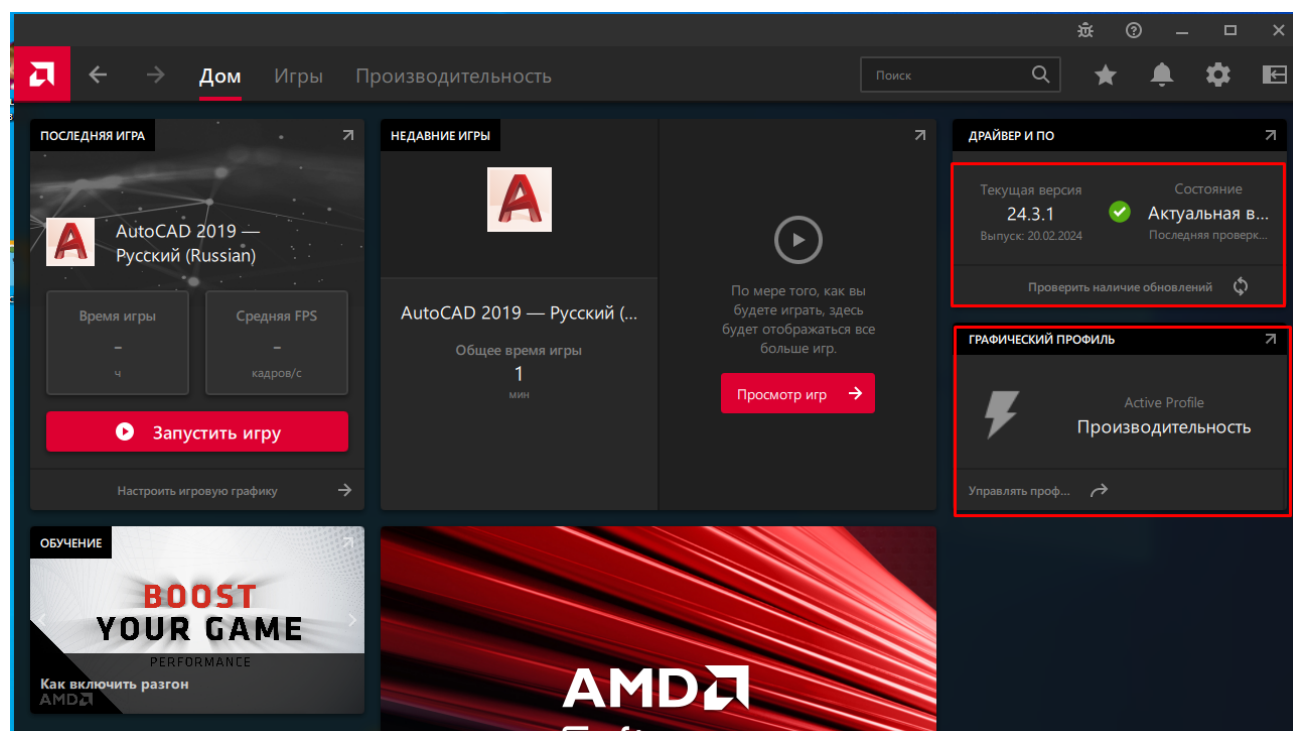 Дом
Игры
Производительность
Поиск
ПОСЛЕДНЯЯ ИГРА
AutoCAD 2019 —
Русский (Russian)
Время игры
–
ч
Средняя FPS
–
кадров/с
Запустить игру
Настроить игровую графику
НЕДАВНИЕ ИГРЫ
AutoCAD 2019 — Русский (...
Общее время игры
1
мин
По мере того, как вы
будете играть, здесь
будет отображаться все
больше игр.
Просмотр игр
ДРАЙВЕР И ПО
Текущая версия
24.3.1
Выпуск: 20.02.2024
Состояние
Актуальная в...
Последняя проверк...
Проверить наличие обновлений
ГРАФИЧЕСКИЙ ПРОФИЛЬ
Active Profile
Производительность
Управлять проф...
ОБУЧЕНИЕ
BOOST
YOUR GAME
PERFORMANCE
Как включить разгон
AMD
AMD